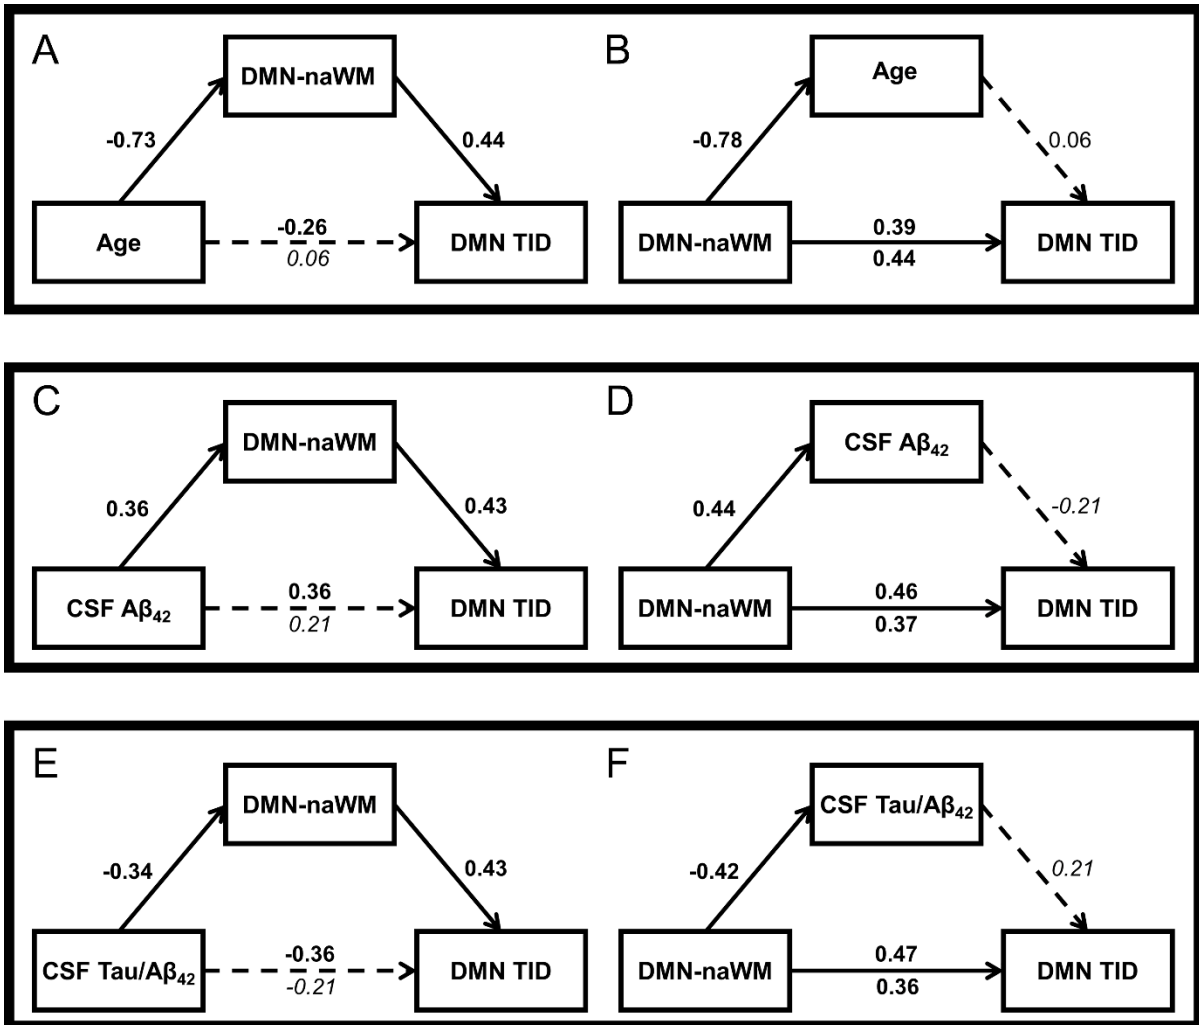 A
DMN-naWM
-0.73
0.44
Age
-0.26
0.06
DMN TID
B
Age
-0.78
0.06
DMN-naWM
0.39
0.44
DMN TID
C
DMN-naWM
0.36
0.43
CSF Aβ₄₂
0.36
0.21
DMN TID
D
CSF Aβ₄₂
0.44
-0.21
DMN-naWM
0.46
0.37
DMN TID
E
DMN-naWM
-0.34
0.43
CSF Tau/Aβ₄₂
-0.36
-0.21
DMN TID
F
CSF Tau/Aβ₄₂
-0.42
0.21
DMN-naWM
0.47
0.36
DMN TID